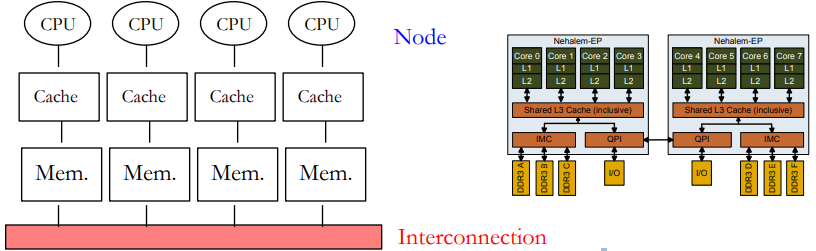 CPU CPU CPU CPU
Node
Cache Cache Cache Cache
Mem. Mem. Mem. Mem.
Interconnection
Nehalem-EP
Core 0 Core 1 Core 2 Core 3
L1 L1 L1 L1
L2 L2 L2 L2
Shared L3 Cache (inclusive)
IMC QPI
DDR3 A DDR3 B DDR3 C I/O
Nehalem-EP
Core 4 Core 5 Core 6 Core 7
L1 L1 L1 L1
L2 L2 L2 L2
Shared L3 Cache (inclusive)
QPI IMC
I/O DDR3 D DDR3 E DDR3 F